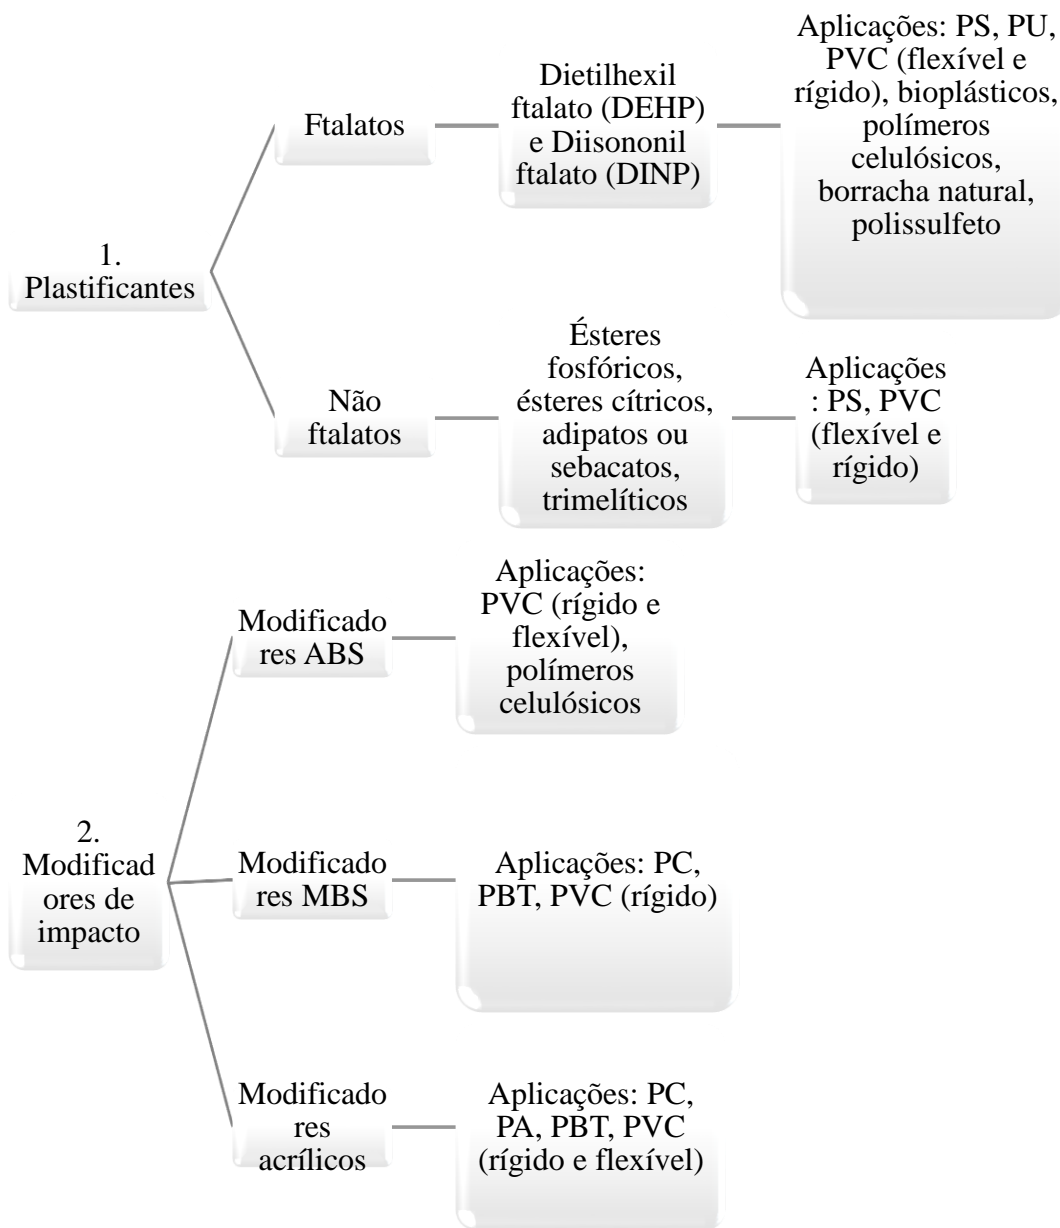 1.
Plastificantes
Ftalatos
Dietilhexil
ftalato (DEHP)
e Diisononil
ftalato (DINP)
Aplicações: PS, PU,
PVC (flexível e
rígido), bioplásticos,
polímeros
celulósicos,
borracha natural,
polissulfeto
Não
ftalatos
Ésteres
fosfóricos,
ésteres cítricos,
adipatos ou
sebacatos,
trimelíticos
Aplicações
: PS, PVC
(flexível e
rígido)
2.
Modificad
ores de
impacto
Modificado
res ABS
Aplicações:
PVC (rígido e
flexível),
polímeros
celulósicos
Modificado
res MBS
Aplicações: PC,
PBT, PVC (rígido)
Modificado
res
acrílicos
Aplicações: PC,
PA, PBT, PVC
(rígido e flexível)